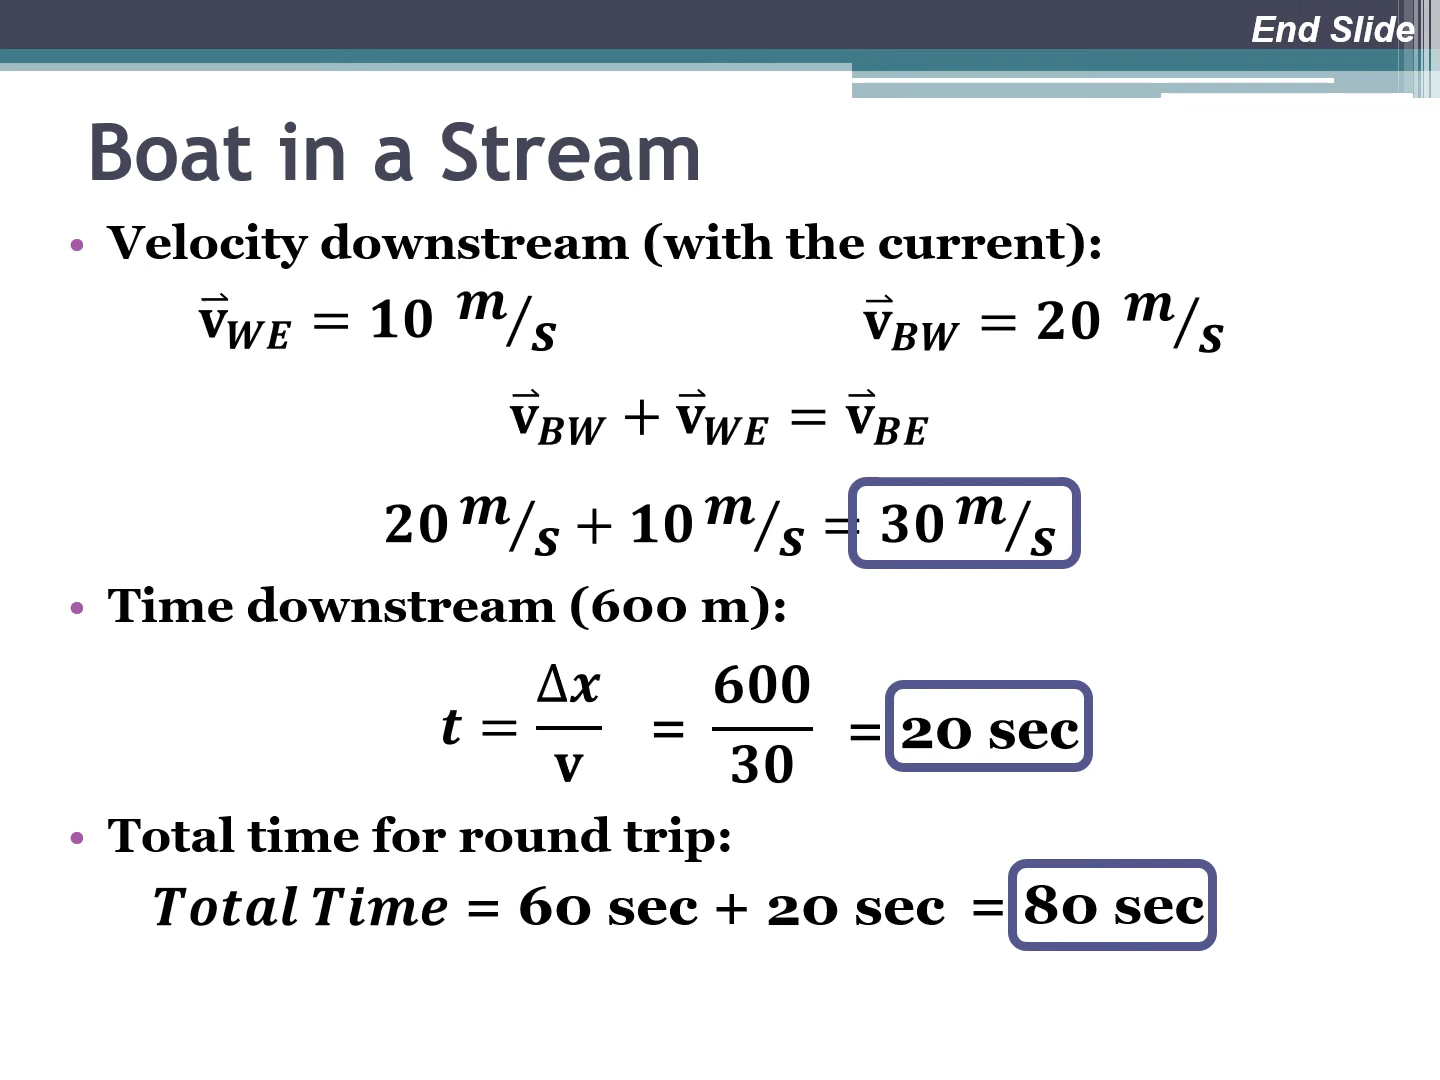 End Slide
Boat in a Stream
• Velocity downstream (with the current):
v⃗_WE = 10 m/s v⃗_BW = 20 m/s
v⃗_BW + v⃗_WE = v⃗_BE
20 m/s + 10 m/s = 30 m/s
• Time downstream (600 m):
t = Δx/v = 600/30 = 20 sec
• Total time for round trip:
Total Time = 60 sec + 20 sec = 80 sec